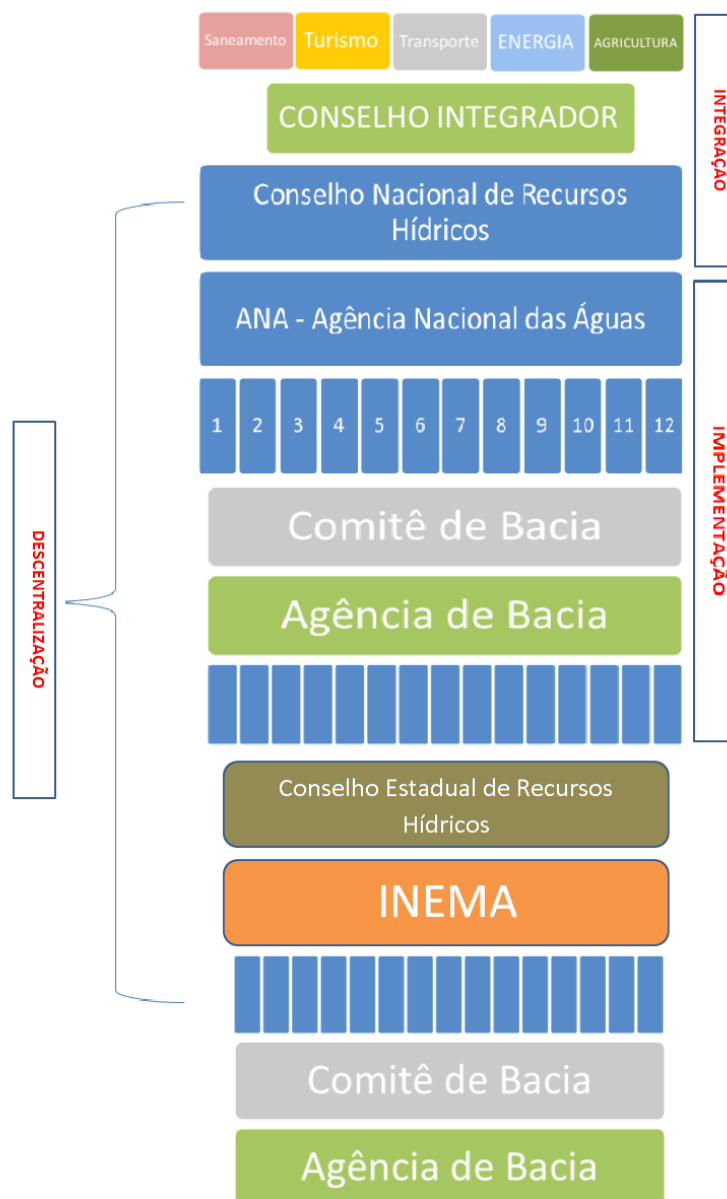 Saneamento
Turismo
Transporte
ENERGIA
AGRICULTURA
CONSELHO INTEGRADOR
INTEGRAÇÃO
Conselho Nacional de Recursos
Hídricos
ANA - Agência Nacional das Águas
1 2 3 4 5 6 7 8 9 10 11 12
IMPLEMENTAÇÃO
Comitê de Bacia
DESCENTRALIZAÇÃO
Agência de Bacia
Conselho Estadual de Recursos
Hídricos
INEMA
Comitê de Bacia
Agência de Bacia